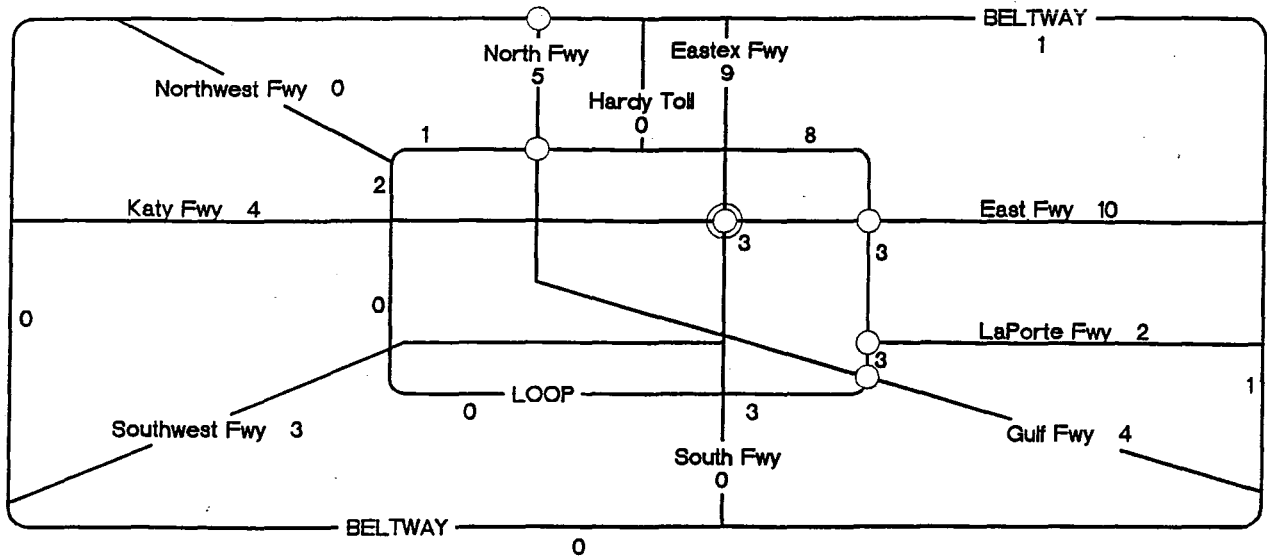 BELTWAY
1
North Fwy
5
Eastex Fwy
9
Northwest Fwy 0
Hardy Toll
0
1
8
2
Katy Fwy 4
East Fwy 10
3
3
0
0
LaPorte Fwy 2
3
1
LOOP
0
3
Southwest Fwy 3
Gulf Fwy 4
South Fwy
0
BELTWAY
0